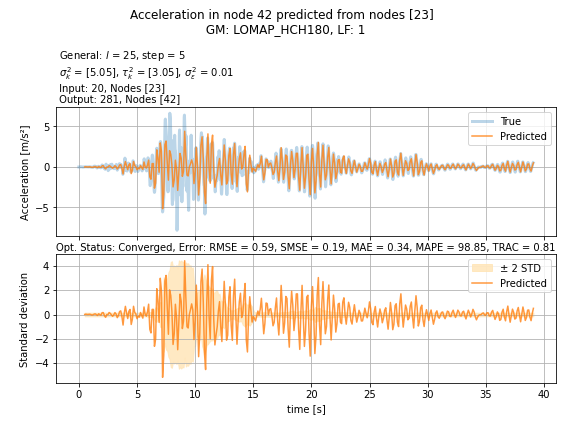 Acceleration in node 42 predicted from nodes [23]
GM: LOMAP_HCH180, LF: 1
General: l = 25, step = 5
σ²ₖ = [5.05], τ²ₖ = [3.05], σ²ε = 0.01
Input: 20, Nodes [23]
Output: 281, Nodes [42]
True
Predicted
Acceleration [m/s²]
5
0
−5
Opt. Status: Converged, Error: RMSE = 0.59, SMSE = 0.19, MAE = 0.34, MAPE = 98.85, TRAC = 0.81
± 2 STD
Predicted
Standard deviation
4
2
0
−2
−4
0 5 10 15 20 25 30 35 40
time [s]